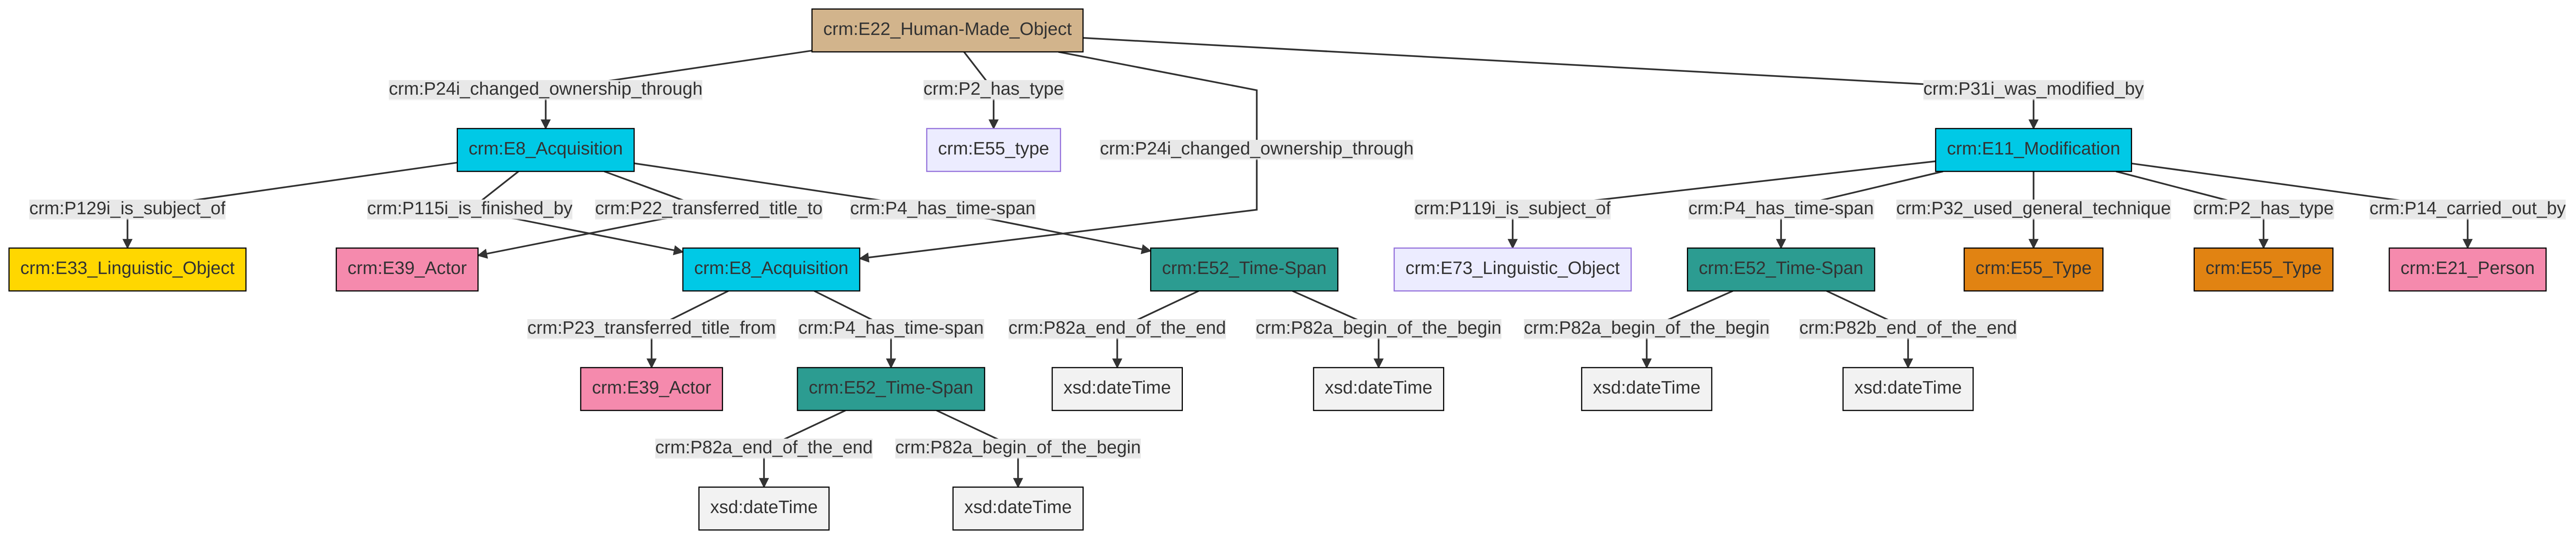 crm:E22_Human-Made_Object
crm:P24i_changed_ownership_through
crm:P2_has_type
crm:P31i_was_modified_by
crm:E8_Acquisition
crm:E55_type
crm:P24i_changed_ownership_through
crm:E11_Modification
crm:P129i_is_subject_of
crm:P115i_is_finished_by
crm:P22_transferred_title_to
crm:P4_has_time-span
crm:P119i_is_subject_of
crm:P4_has_time-span
crm:P32_used_general_technique
crm:P2_has_type
crm:P14_carried_out_by
crm:E33_Linguistic_Object
crm:E39_Actor
crm:E8_Acquisition
crm:E52_Time-Span
crm:E73_Linguistic_Object
crm:E52_Time-Span
crm:E55_Type
crm:E55_Type
crm:E21_Person
crm:P23_transferred_title_from
crm:P4_has_time-span
crm:P82a_end_of_the_end
crm:P82a_begin_of_the_begin
crm:P82a_begin_of_the_begin
crm:P82b_end_of_the_end
crm:E39_Actor
crm:E52_Time-Span
xsd:dateTime
xsd:dateTime
xsd:dateTime
xsd:dateTime
crm:P82a_end_of_the_end
crm:P82a_begin_of_the_begin
xsd:dateTime
xsd:dateTime